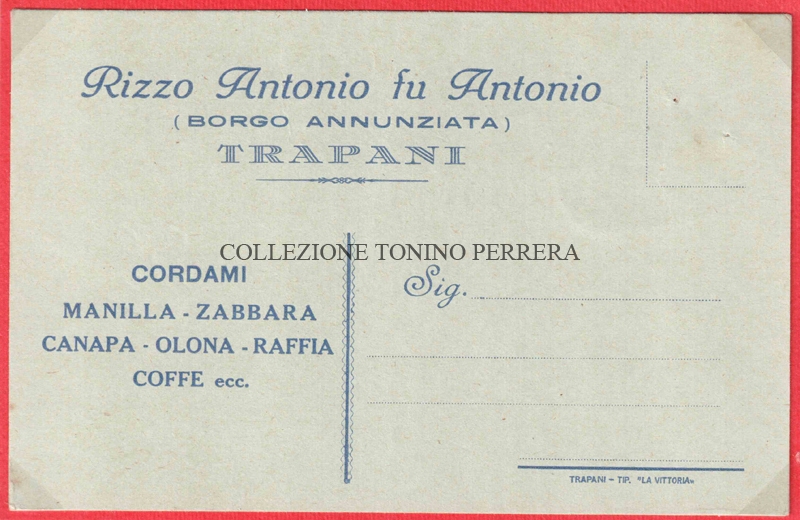 Rizzo Antonio fu Antonio
(BORGO ANNUNZIATA)
TRAPANI
COLLEZIONE TONINO PERRERA
CORDAMI
MANILLA - ZABBARA
CANAPA - OLONA - RAFFIA
COFFE ecc.
Sig.
TRAPANI - TIP. "LA VITTORIA"